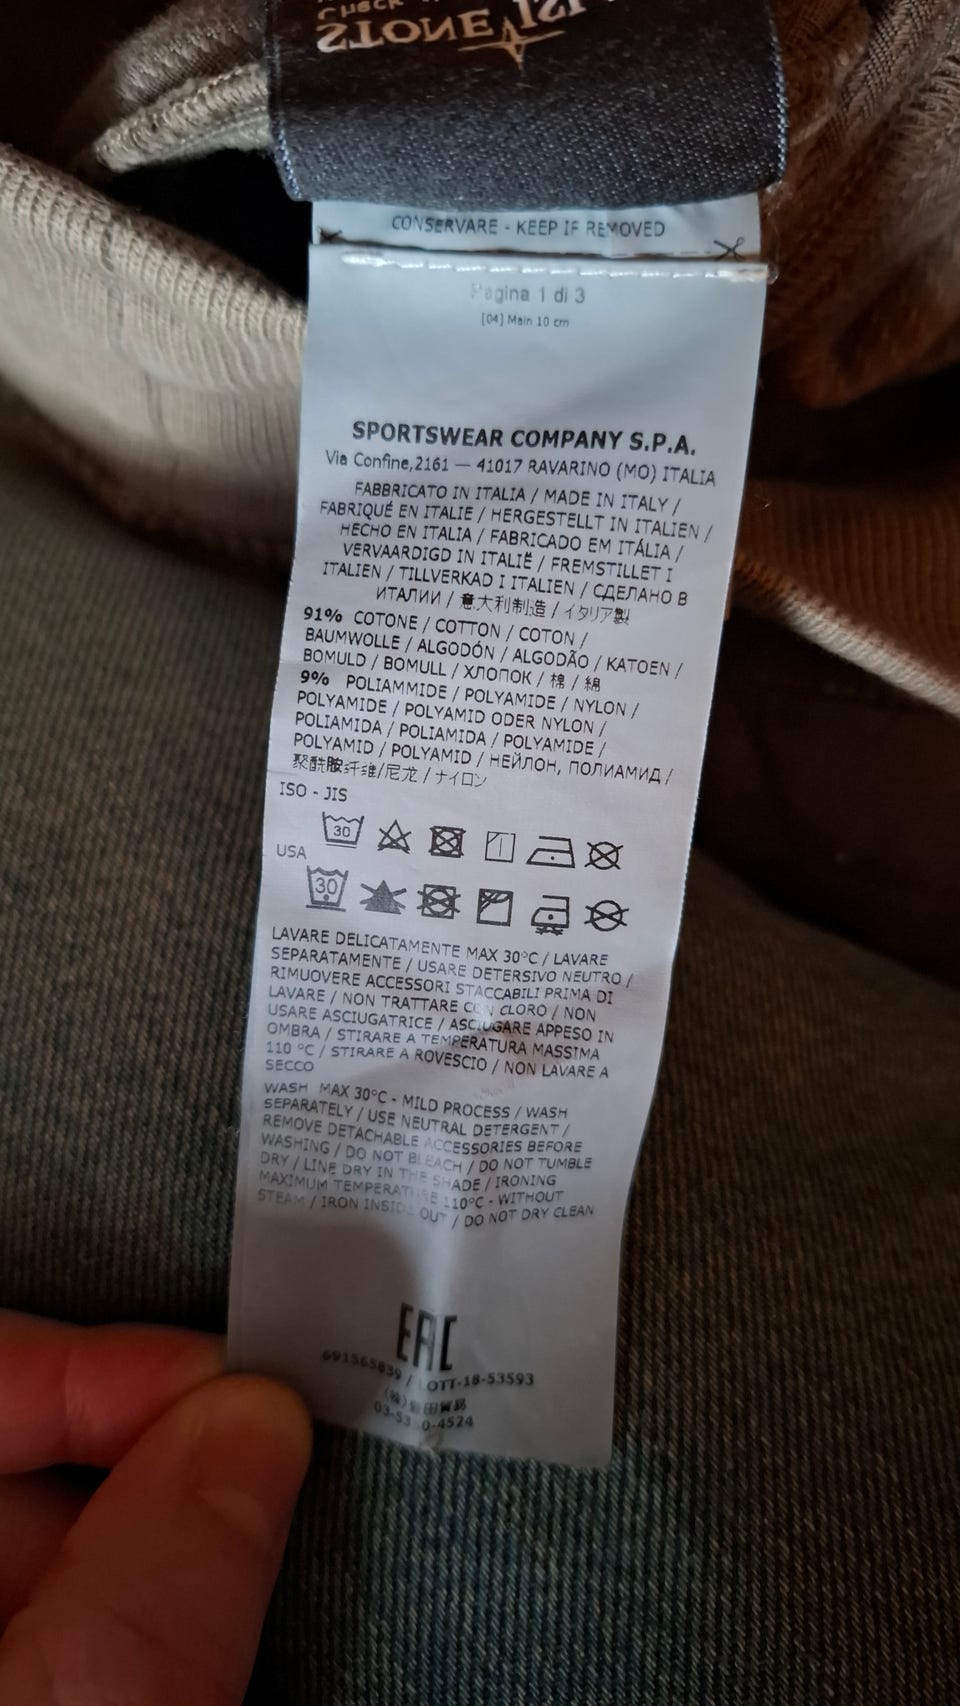 STONE ISL
CONSERVARE - KEEP IF REMOVED
Pagina 1 di 3
[04] Main 10 cm
SPORTSWEAR COMPANY S.P.A.
Via Confine,2161 — 41017 RAVARINO (MO) ITALIA
FABBRICATO IN ITALIA / MADE IN ITALY /
FABRIQUÉ EN ITALIE / HERGESTELLT IN ITALIEN /
HECHO EN ITALIA / FABRICADO EM ITÁLIA /
VERVAARDIGD IN ITALIË / FREMSTILLET I
ITALIEN / TILLVERKAD I ITALIEN / СДЕЛАНО В
ИТАЛИИ / 意大利制造 / イタリア製
91% COTONE / COTTON / COTON /
BAUMWOLLE / ALGODÓN / ALGODÃO / KATOEN /
BOMULD / BOMULL / ХЛОПОК / 棉 / 綿
9% POLIAMMIDE / POLYAMIDE / NYLON /
POLYAMIDE / POLYAMID ODER NYLON /
POLIAMIDA / POLIAMIDA / POLYAMIDE /
POLYAMID / POLYAMID / НЕЙЛОН, ПОЛИАМИД /
聚酰胺纤维/尼龙 / ナイロン
ISO - JIS
30
USA
30
LAVARE DELICATAMENTE MAX 30°C / LAVARE
SEPARATAMENTE / USARE DETERSIVO NEUTRO /
RIMUOVERE ACCESSORI STACCABILI PRIMA DI
LAVARE / NON TRATTARE CON CLORO / NON
USARE ASCIUGATRICE / ASCIUGARE APPESO IN
OMBRA / STIRARE A TEMPERATURA MASSIMA
110 °C / STIRARE A ROVESCIO / NON LAVARE A
SECCO
WASH MAX 30°C - MILD PROCESS / WASH
SEPARATELY / USE NEUTRAL DETERGENT /
REMOVE DETACHABLE ACCESSORIES BEFORE
WASHING / DO NOT BLEACH / DO NOT TUMBLE
DRY / LINE DRY IN THE SHADE / IRONING
MAXIMUM TEMPERATURE 110°C - WITHOUT
STEAM / IRON INSIDE OUT / DO NOT DRY CLEAN
EAC
691565839 / LOTT-18-53593